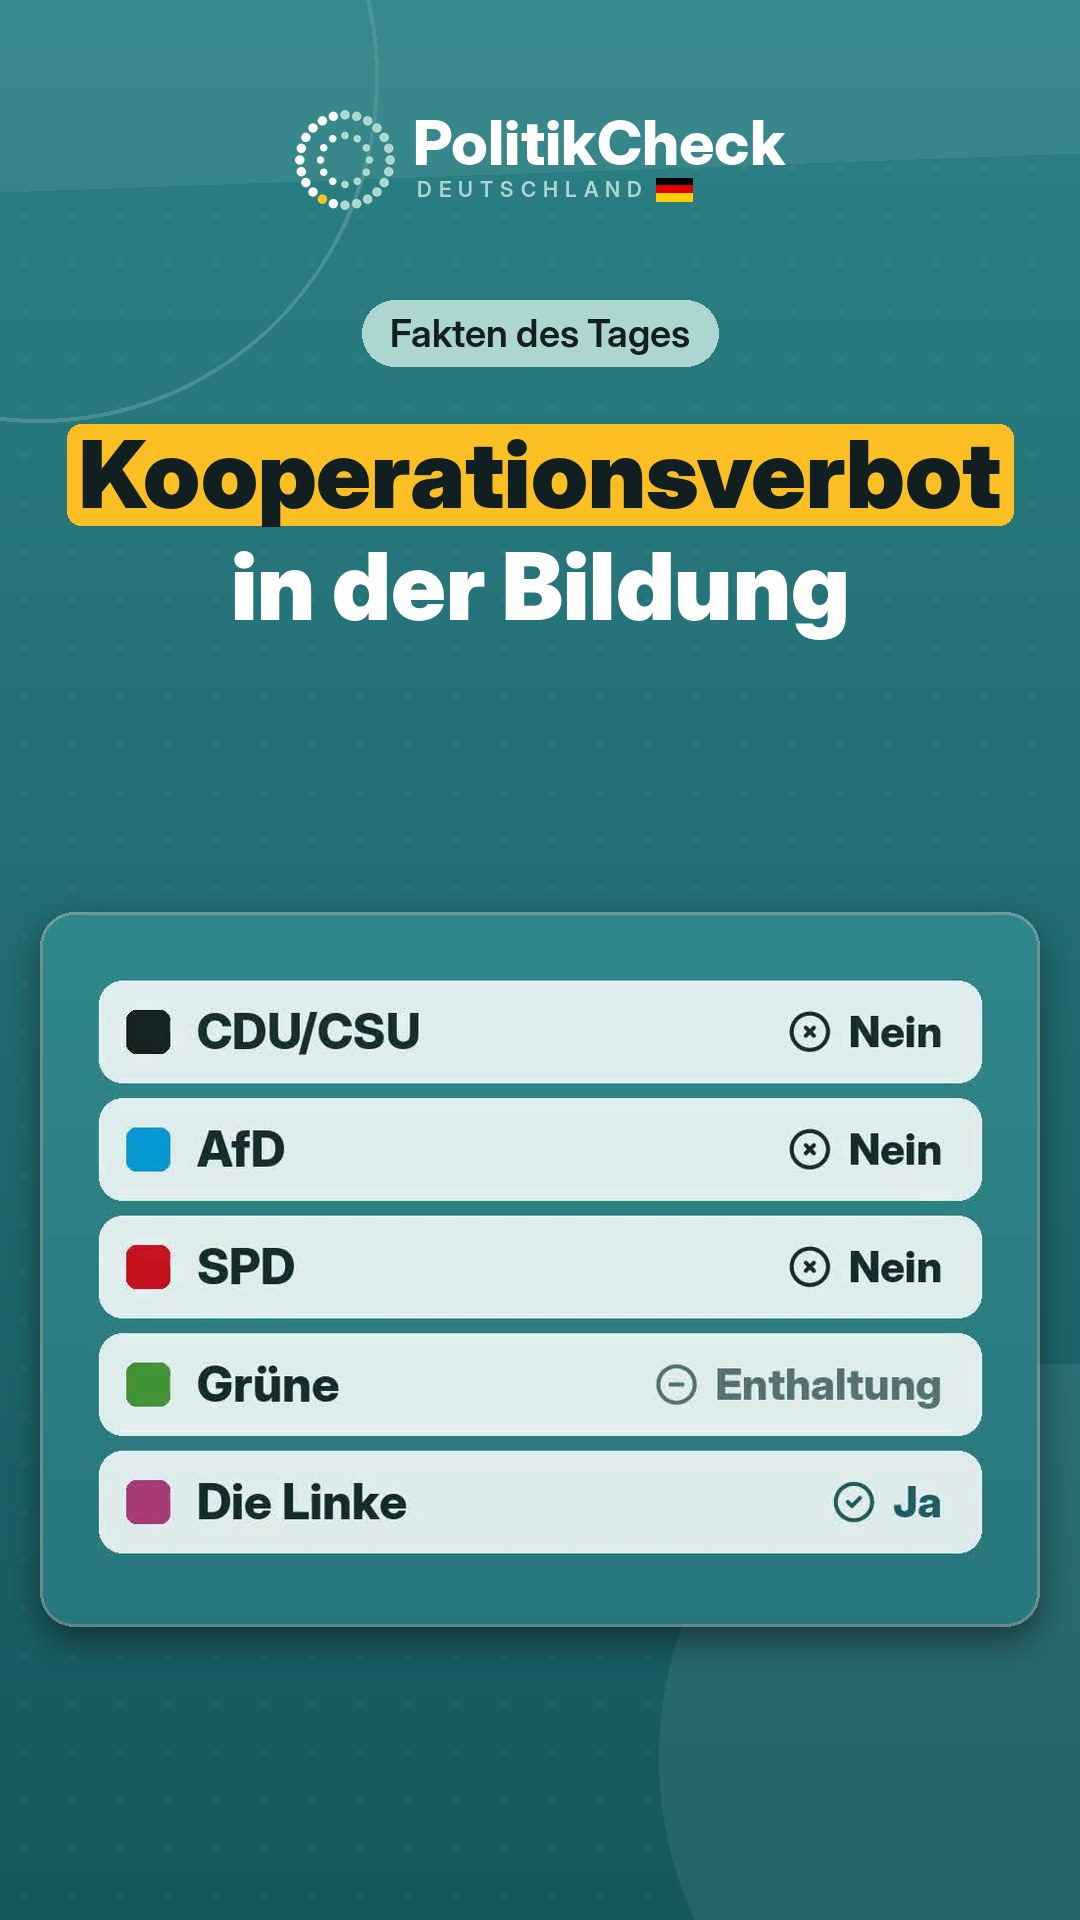 PolitikCheck
DEUTSCHLAND
Fakten des Tages
Kooperationsverbot
in der Bildung
CDU/CSU Nein
AfD Nein
SPD Nein
Grüne Enthaltung
Die Linke Ja